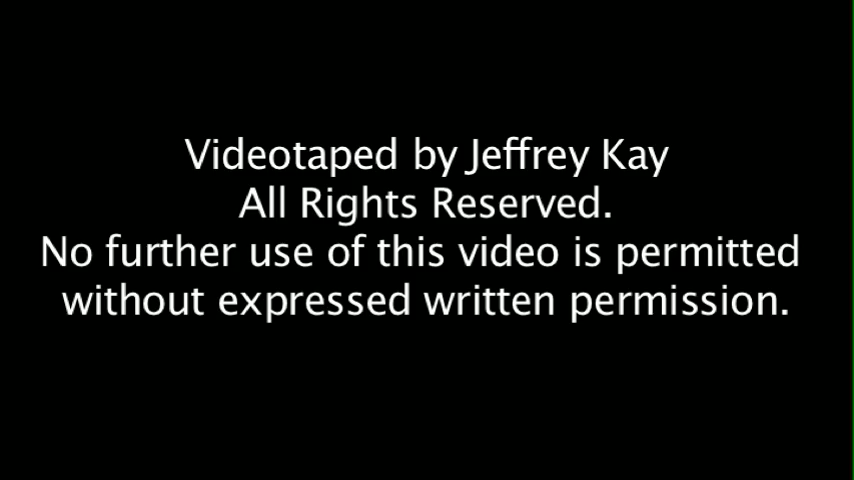 Videotaped by Jeffrey Kay
All Rights Reserved.
No further use of this video is permitted
without expressed written permission.